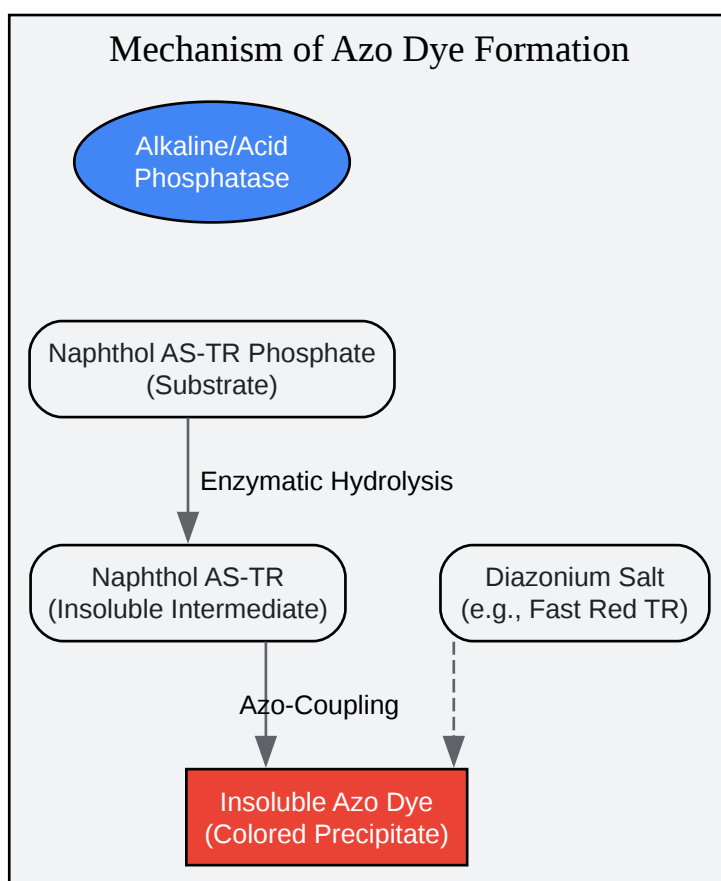 Mechanism of Azo Dye Formation
Alkaline/Acid
Phosphatase
Naphthol AS-TR Phosphate
(Substrate)
Enzymatic Hydrolysis
Naphthol AS-TR
(Insoluble Intermediate)
Diazonium Salt
(e.g., Fast Red TR)
Azo-Coupling
Insoluble Azo Dye
(Colored Precipitate)